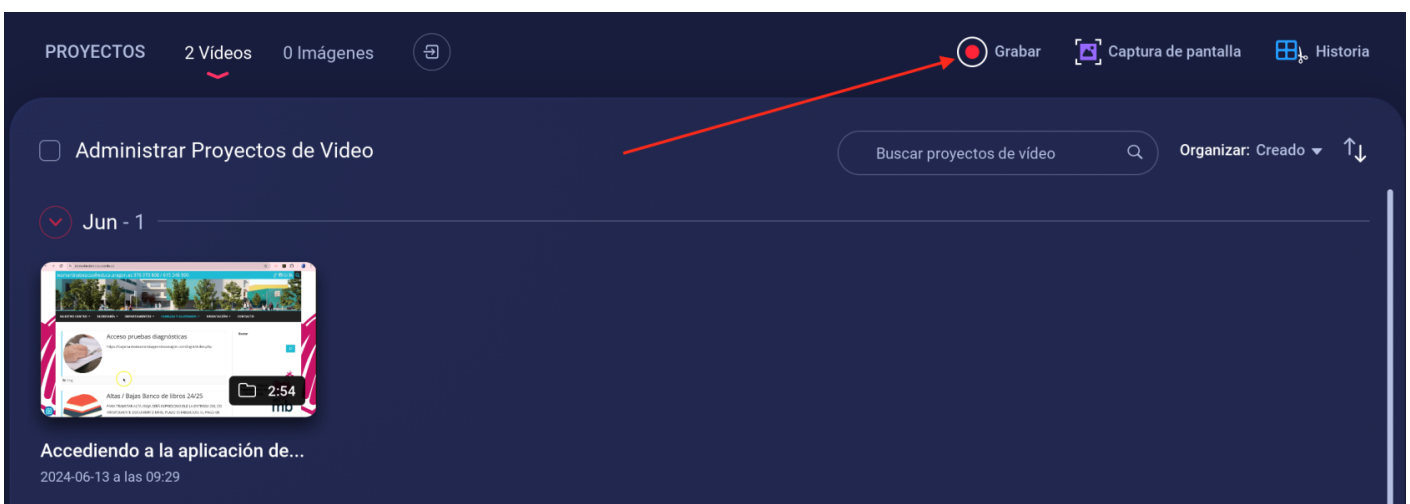 PROYECTOS 2 Vídeos 0 Imágenes Grabar Captura de pantalla Historia
Administrar Proyectos de Video Buscar proyectos de vídeo Organizar: Creado
Jun - 1
Acceso pruebas diagnósticas
Altas / Bajas Banco de libros 24/25
2:54
mb
Accediendo a la aplicación de...
2024-06-13 a las 09:29